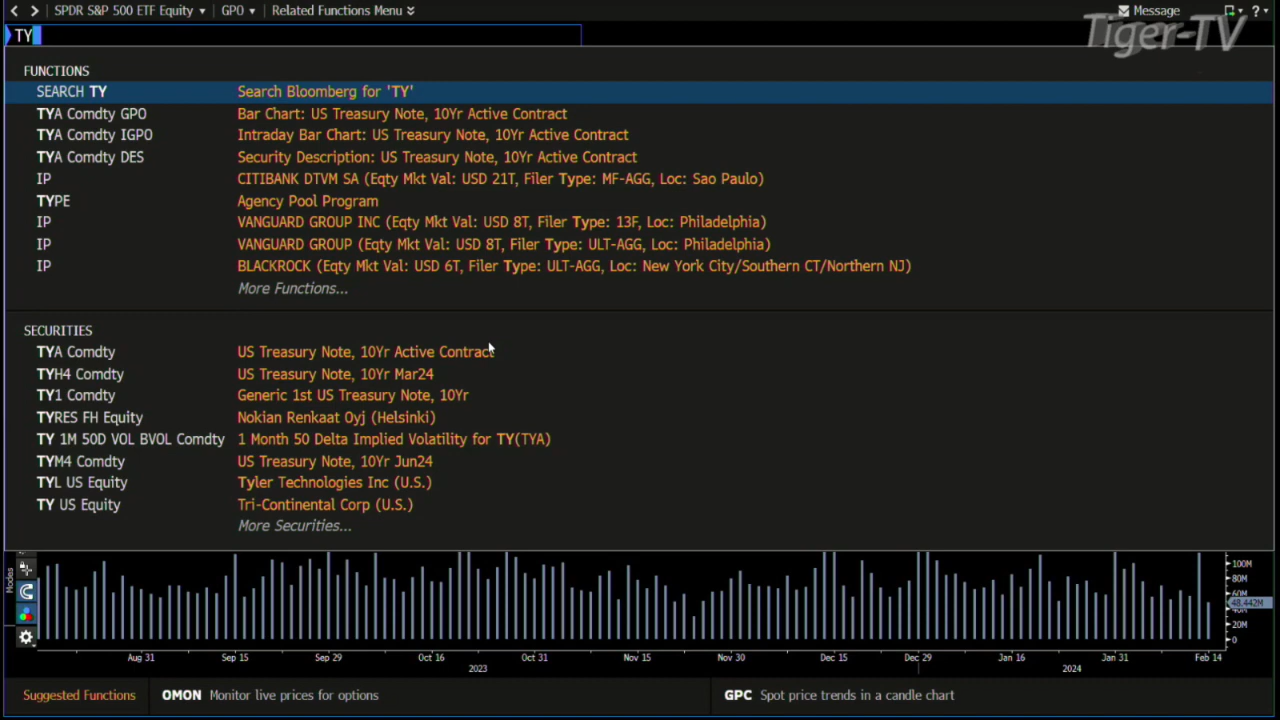 SPDR S&P 500 ETF Equity GPO Related Functions Menu Message ?
Tiger-TV
TY
FUNCTIONS
SEARCH TY Search Bloomberg for 'TY'
TYA Comdty GPO Bar Chart: US Treasury Note, 10Yr Active Contract
TYA Comdty IGPO Intraday Bar Chart: US Treasury Note, 10Yr Active Contract
TYA Comdty DES Security Description: US Treasury Note, 10Yr Active Contract
IP CITIBANK DTVM SA (Eqty Mkt Val: USD 21T, Filer Type: MF-AGG, Loc: Sao Paulo)
TYPE Agency Pool Program
IP VANGUARD GROUP INC (Eqty Mkt Val: USD 8T, Filer Type: 13F, Loc: Philadelphia)
IP VANGUARD GROUP (Eqty Mkt Val: USD 8T, Filer Type: ULT-AGG, Loc: Philadelphia)
IP BLACKROCK (Eqty Mkt Val: USD 6T, Filer Type: ULT-AGG, Loc: New York City/Southern CT/Northern NJ)
More Functions...
SECURITIES
TYA Comdty US Treasury Note, 10Yr Active Contract
TYH4 Comdty US Treasury Note, 10Yr Mar24
TY1 Comdty Generic 1st US Treasury Note, 10Yr
TYRES FH Equity Nokian Renkaat Oyj (Helsinki)
TY 1M 50D VOL BVOL Comdty 1 Month 50 Delta Implied Volatility for TY(TYA)
TYM4 Comdty US Treasury Note, 10Yr Jun24
TYL US Equity Tyler Technologies Inc (U.S.)
TY US Equity Tri-Continental Corp (U.S.)
More Securities...
Modes
100M
80M
60M
48.442M
40M
20M
0
Aug 31 Sep 15 Sep 29 Oct 16 Oct 31 Nov 15 Nov 30 Dec 15 Dec 29 Jan 16 Jan 31 Feb 14
2023 2024
Suggested Functions OMON Monitor live prices for options GPC Spot price trends in a candle chart